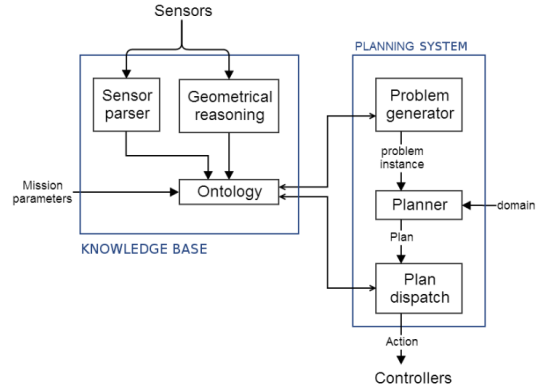 Sensors
PLANNING SYSTEM
Sensor
parser
Geometrical
reasoning
Problem
generator
problem
instance
Mission
parameters
Ontology
Planner
domain
KNOWLEDGE BASE
Plan
Plan
dispatch
Action
Controllers